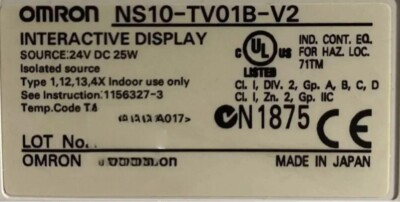 OMRON NS10-TV01B-V2
INTERACTIVE DISPLAY
SOURCE:24V DC 25W
Isolated source
Type 1,12,13,4X Indoor use only
See Instruction:1156327-3
Temp.Code
A017>
C UL US
LISTED
IND. CONT. EQ.
FOR HAZ. LOC.
71TM
Cl. I, DIV. 2, Gp. A, B, C, D
Cl. I, Zn. 2, Gp. IIC
N1875 CE
LOT No.
OMRON
MADE IN JAPAN